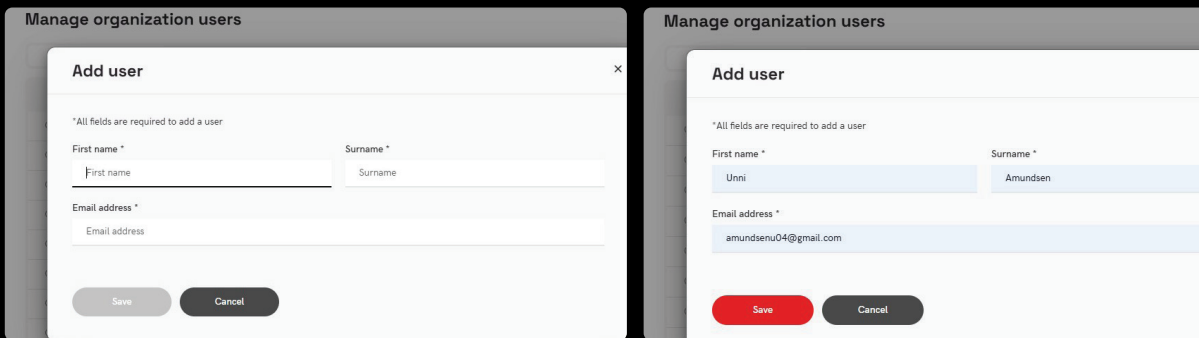 Manage organization users
Add user
×
*All fields are required to add a user
First name *
Surname *
First name
Surname
Email address *
Email address
Save
Cancel
Manage organization users
Add user
*All fields are required to add a user
First name *
Surname *
Unni
Amundsen
Email address *
amundsenu04@gmail.com
Save
Cancel